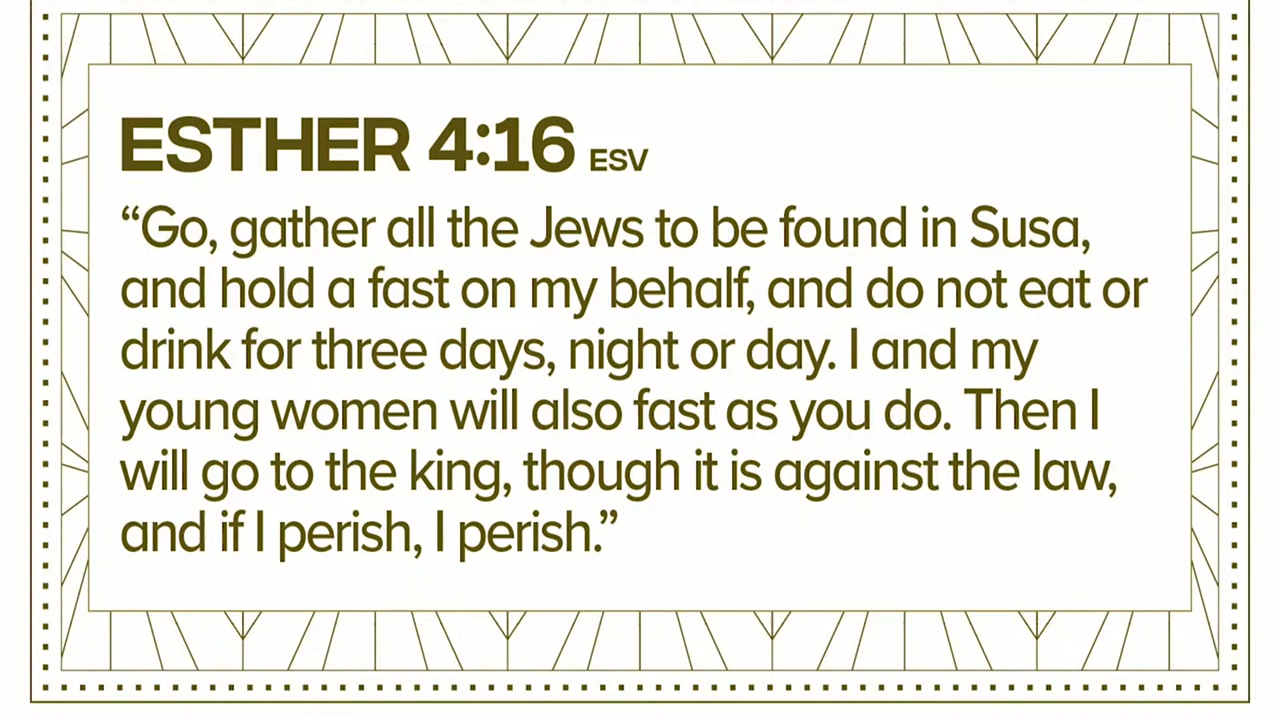 ESTHER 4:16 ESV
“Go, gather all the Jews to be found in Susa,
and hold a fast on my behalf, and do not eat or
drink for three days, night or day. I and my
young women will also fast as you do. Then I
will go to the king, though it is against the law,
and if I perish, I perish.”